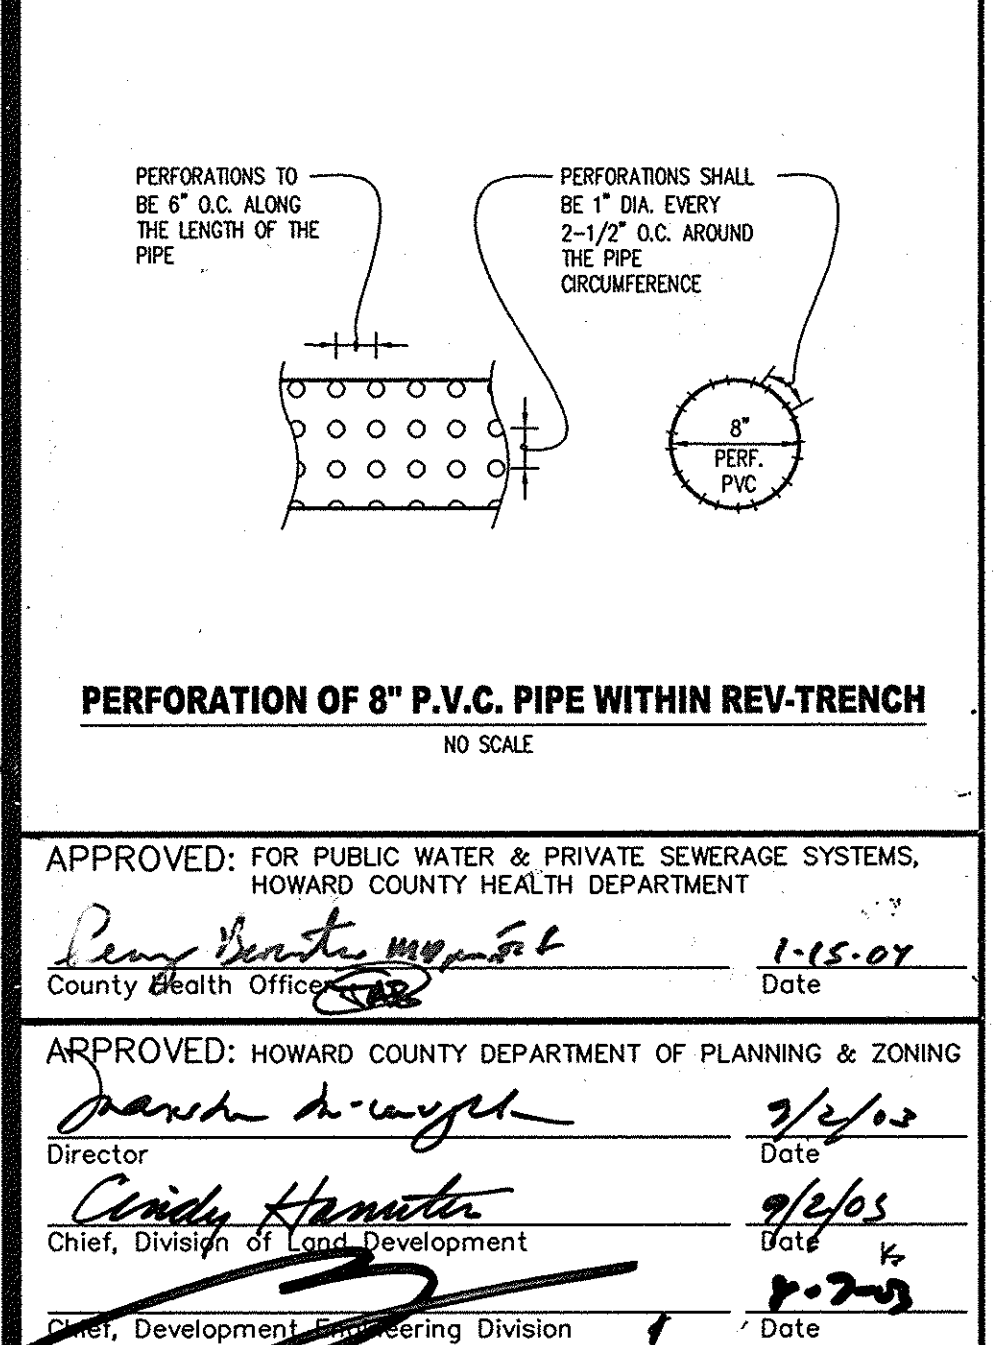 PERFORATIONS TO
BE 6" O.C. ALONG
THE LENGTH OF THE
PIPE
PERFORATIONS SHALL
BE 1" DIA. EVERY
2-1/2" O.C. AROUND
THE PIPE
CIRCUMFERENCE
8"
PERF.
PVC
PERFORATION OF 8" P.V.C. PIPE WITHIN REV-TRENCH
NO SCALE
APPROVED: FOR PUBLIC WATER & PRIVATE SEWERAGE SYSTEMS,
HOWARD COUNTY HEALTH DEPARTMENT
1-15-04
County Health Officer
Date
APPROVED: HOWARD COUNTY DEPARTMENT OF PLANNING & ZONING
9/2/03
Director
Date
Cindy
9/2/03
Chief, Division of Land Development
Date
Chief, Development Engineering Division
Date